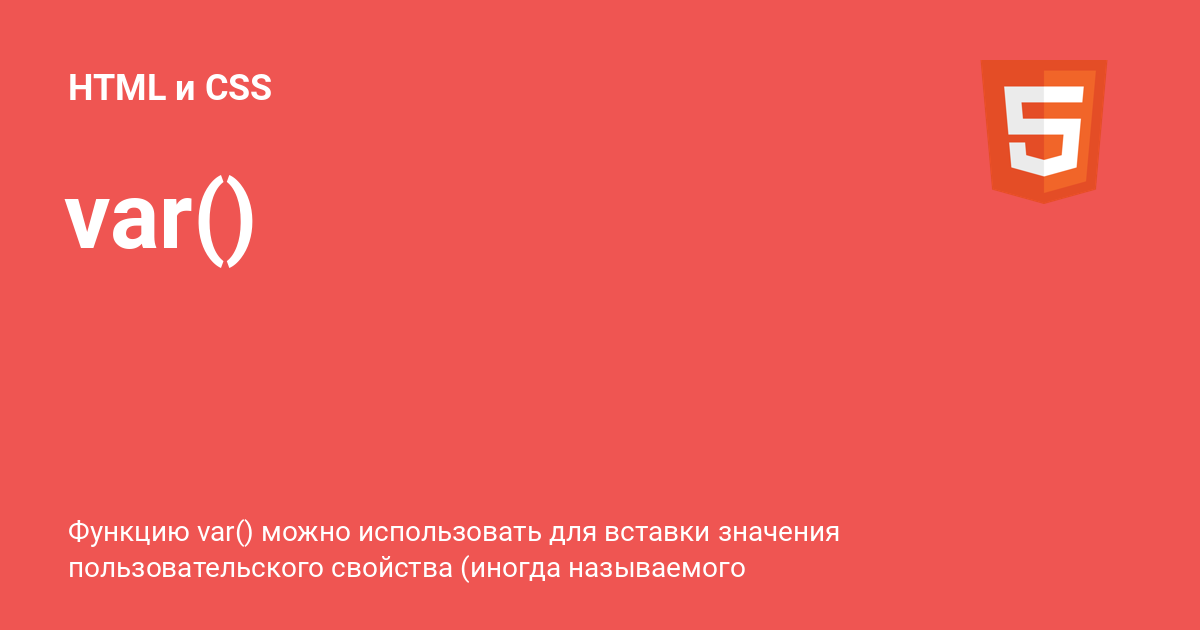 HTML и CSS
var()
Функцию var() можно использовать для вставки значения
пользовательского свойства (иногда называемого